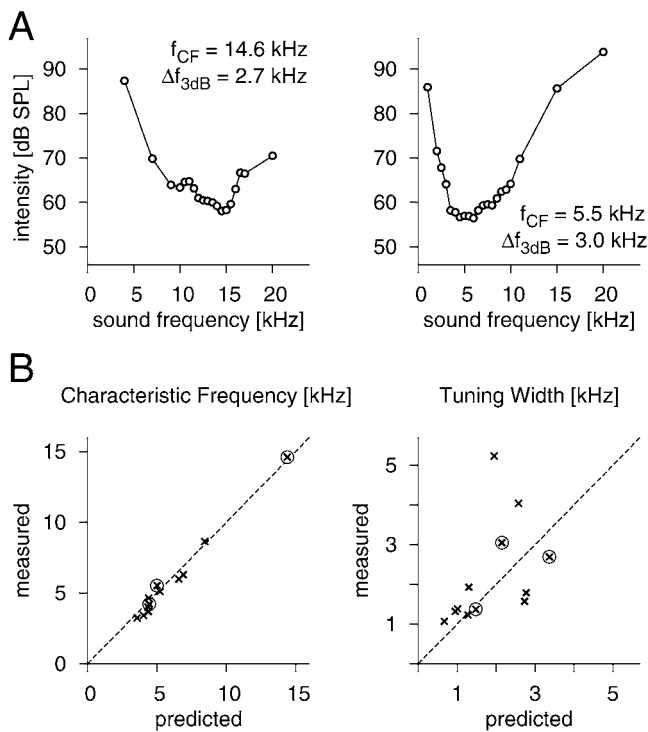 A
f_CF = 14.6 kHz
Δf_3dB = 2.7 kHz
intensity [dB SPL]
90
80
70
60
50
0 5 10 15 20
sound frequency [kHz]
90
80
70
60
50
f_CF = 5.5 kHz
Δf_3dB = 3.0 kHz
0 5 10 15 20
sound frequency [kHz]
B
Characteristic Frequency [kHz]
measured
15
10
5
0
0 5 10 15
predicted
Tuning Width [kHz]
measured
5
3
1
1 3 5
predicted